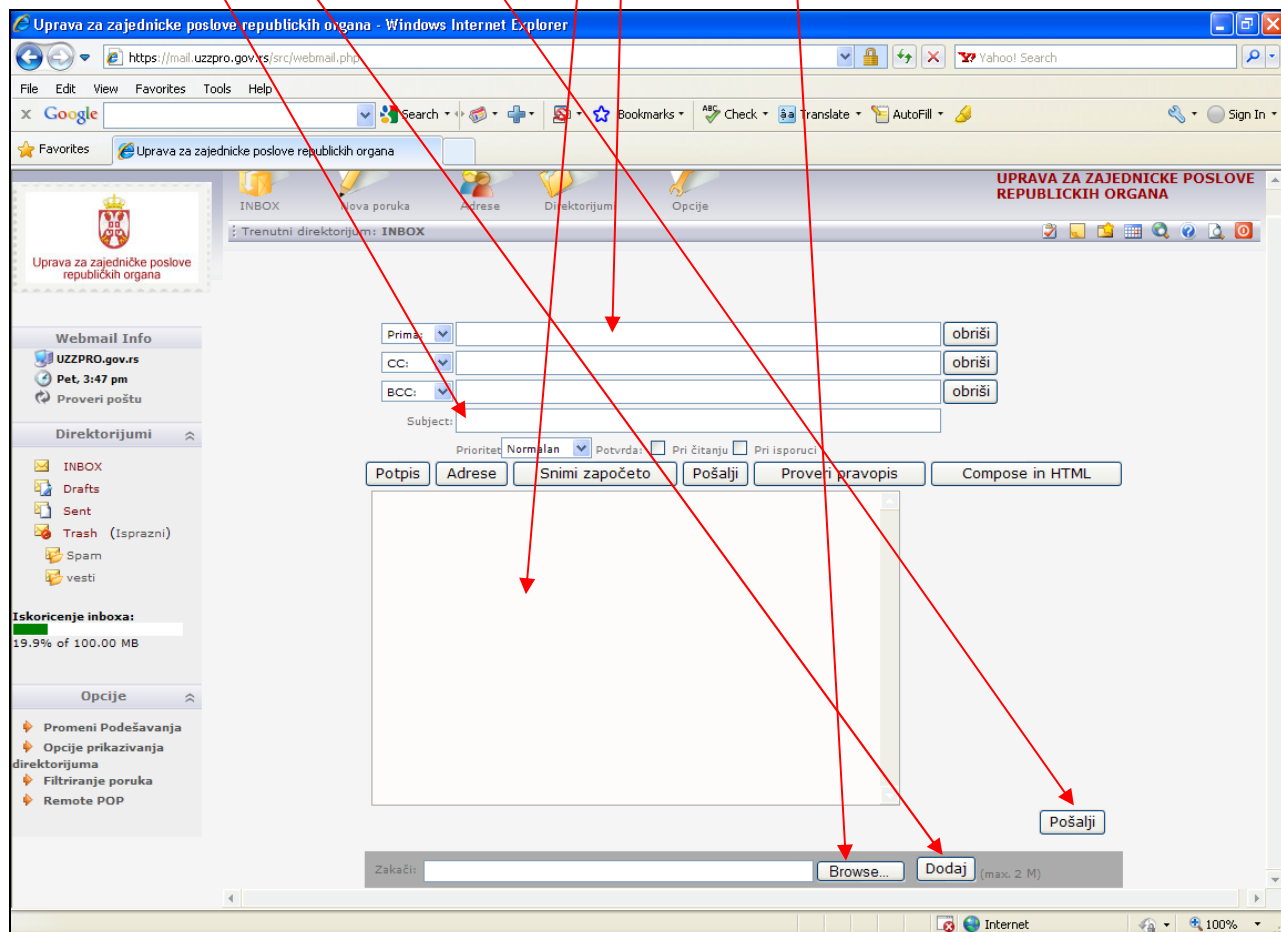 Uprava za zajednicke poslove republickih organa - Windows Internet Explorer
https://mail.uzzpro.gov.rs/src/webmail.php
Yahoo! Search
File Edit View Favorites Tools Help
x Google Search Bookmarks Check Translate AutoFill Sign In
Favorites Uprava za zajednicke poslove republickih organa
UPRAVA ZA ZAJEDNICKE POSLOVE
REPUBLICKIH ORGANA
INBOX Nova poruka Adrese Direktorijumi Opcije
Trenutni direktorijum: INBOX
Uprava za zajedničke poslove
republičkih organa
Webmail Info
UZZPRO.gov.rs
Pet, 3:47 pm
Proveri poštu
Direktorijumi
INBOX
Drafts
Sent
Trash (Isprazni)
Spam
vesti
Iskoricenje inboxa:
19.9% of 100.00 MB
Opcije
Promeni Podešavanja
Opcije prikazivanja
direktorijuma
Filtriranje poruka
Remote POP
Prima: obriši
CC: obriši
BCC: obriši
Subject:
Prioritet Normalan Potvrda: Pri čitanju Pri isporuci
Potpis Adrese Snimi započeto Pošalji Proveri pravopis Compose in HTML
Pošalji
Zakači: Browse... Dodaj (max. 2 M)
Internet 100%